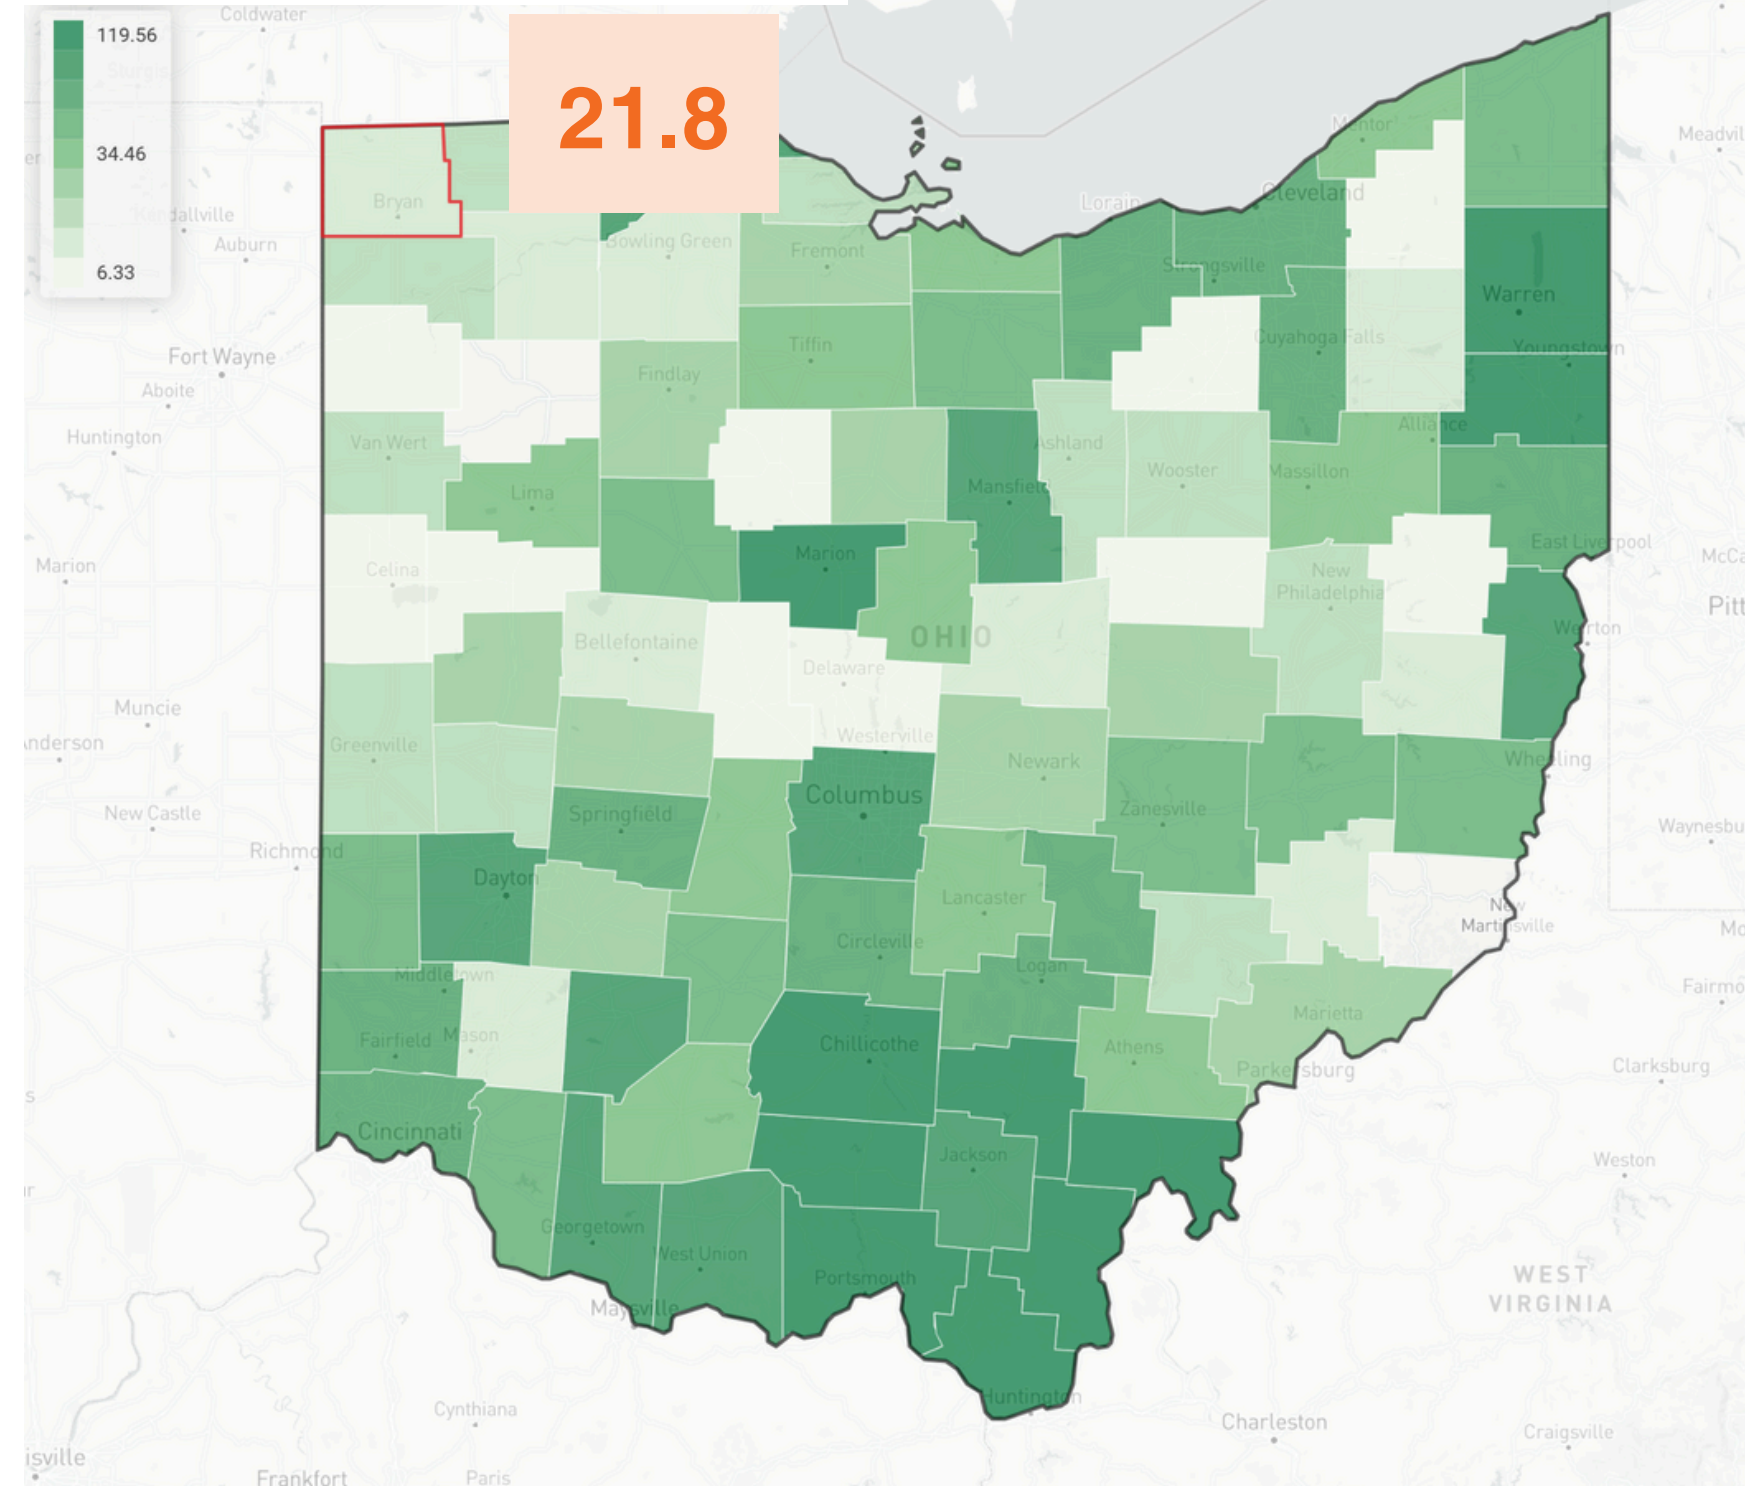 Coldwater
119.56
Sturgis
21.8
Mentor
Meadvil
34.46
Bryan
Kendallville
Lorain
Cleveland
Auburn
Bowling Green
Fremont
Strongsville
6.33
Warren
Fort Wayne
Tiffin
Cuyahoga Falls
Youngstown
Findlay
Aboite
Huntington
Van Wert
Ashland
Alliance
Lima
Mansfield
Wooster
Massillon
Marion
Celina
Marion
New
Philadelphia
East Liverpool
McCa
Pitt
Bellefontaine
OHIO
Weirton
Delaware
Muncie
Anderson
Greenville
Westerville
Newark
Wheeling
New Castle
Springfield
Columbus
Zanesville
Waynesbu
Richmond
Dayton
Lancaster
New
Martinsville
Circleville
Mo
Middletown
Logan
Fairmo
Fairfield
Mason
Chillicothe
Athens
Marietta
Parkersburg
Clarksburg
Cincinnati
Jackson
Weston
Georgetown
West Union
Portsmouth
WEST
VIRGINIA
Maysville
Huntington
Cynthiana
Charleston
Craigsville
isville
Frankfort
Paris